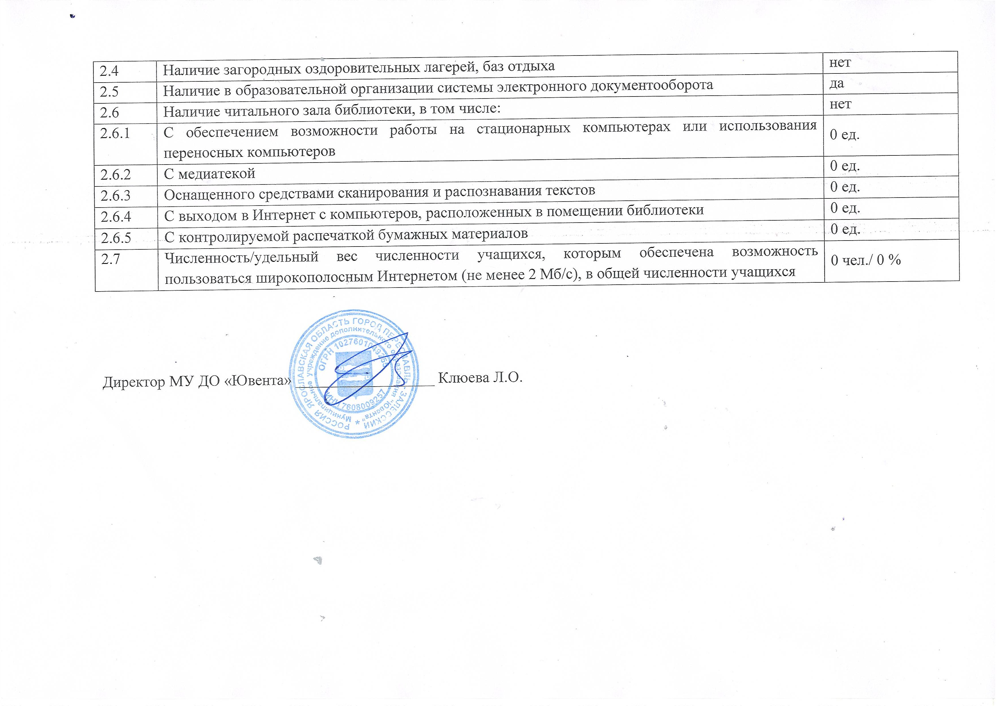 2.4 Наличие загородных оздоровительных лагерей, баз отдыха нет
2.5 Наличие в образовательной организации системы электронного документооборота да
2.6 Наличие читального зала библиотеки, в том числе: нет
2.6.1 С обеспечением возможности работы на стационарных компьютерах или использования 0 ед.
переносных компьютеров
2.6.2 С медиатекой 0 ед.
2.6.3 Оснащенного средствами сканирования и распознавания текстов 0 ед.
2.6.4 С выходом в Интернет с компьютеров, расположенных в помещении библиотеки 0 ед.
2.6.5 С контролируемой распечаткой бумажных материалов 0 ед.
2.7 Численность/удельный вес численности учащихся, которым обеспечена возможность 0 чел./ 0 %
пользоваться широкополосным Интернетом (не менее 2 Мб/с), в общей численности учащихся
Директор МУ ДО «Ювента» Клюева Л.О.
РОССИЯ ЯРОСЛАВСКАЯ ОБЛАСТЬ ГОРОД ПЕРЕСЛАВЛЬ-ЗАЛЕССКИЙ
Муниципальное учреждение дополнительного образования "Ювента" *
ОГРН 1027601049255
ИНН 7608009257